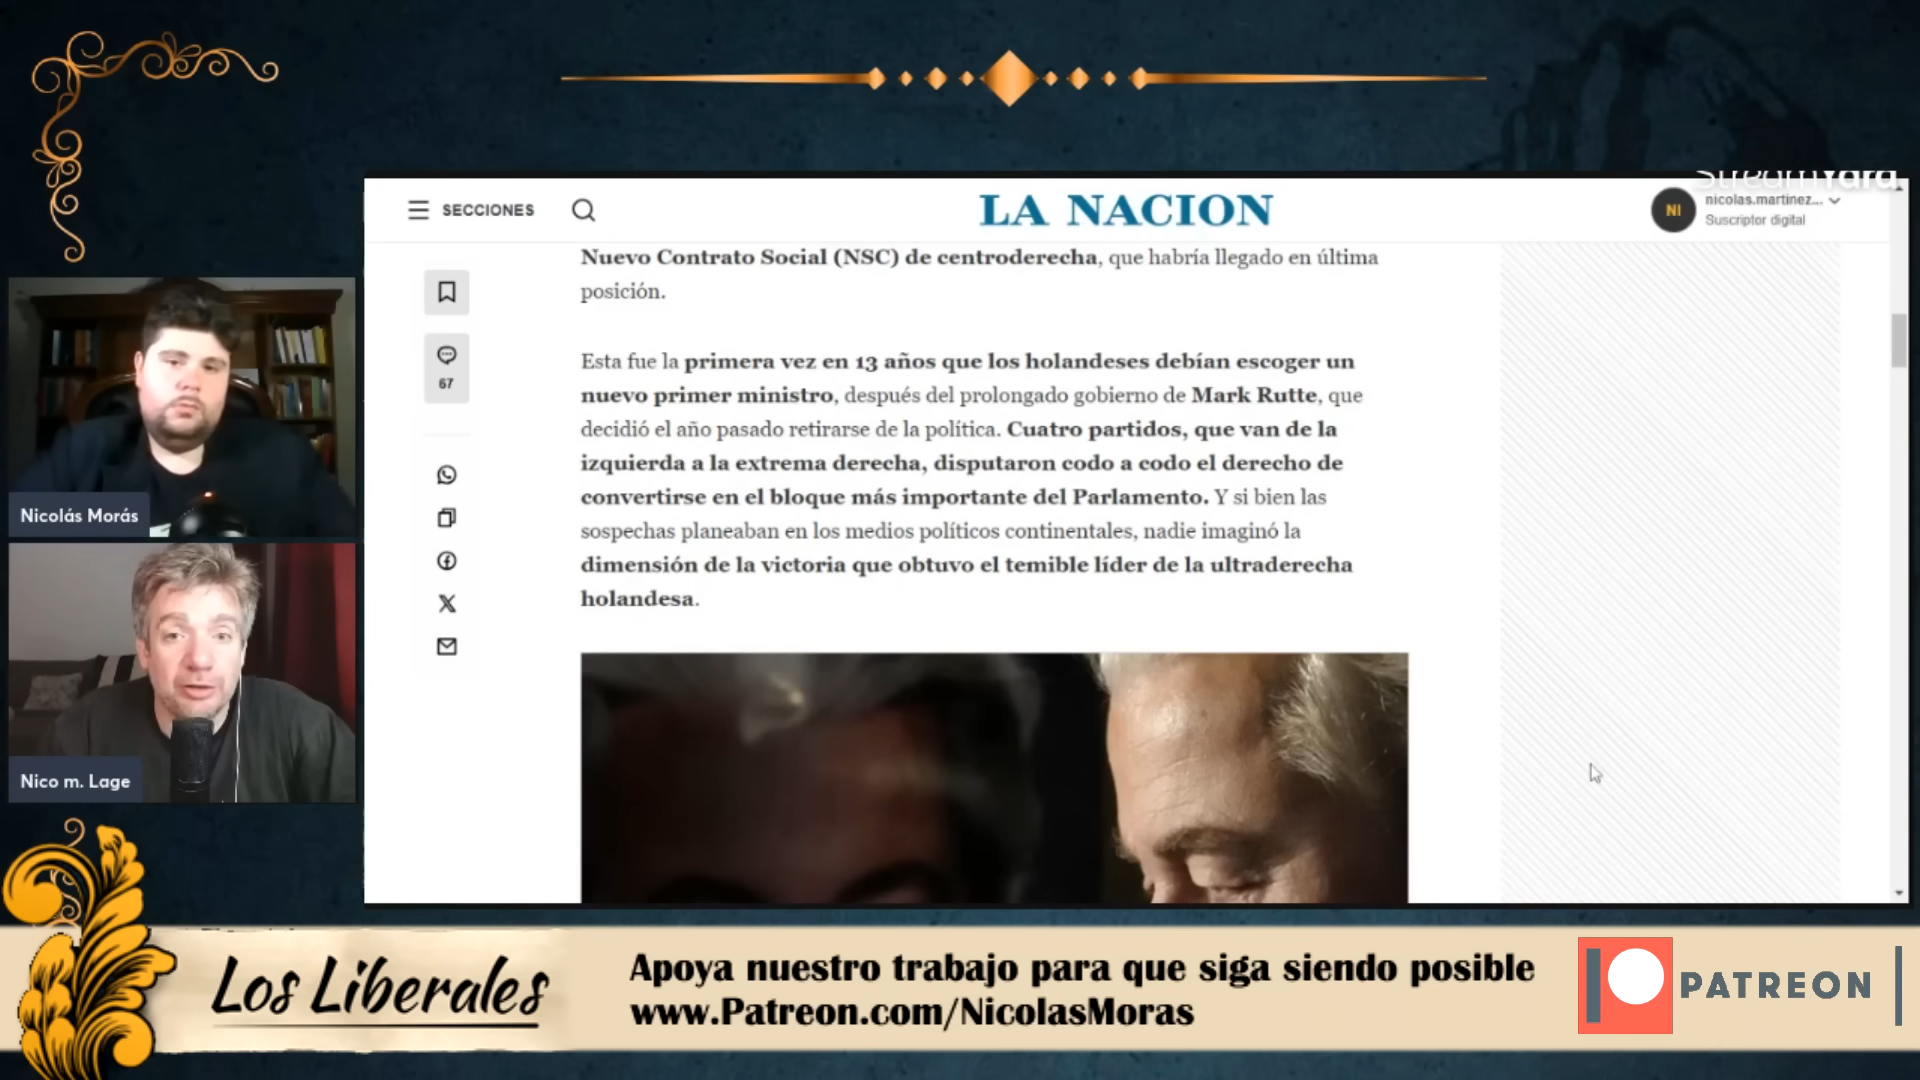 StreamYard
SECCIONES
LA NACION
NI
nicolas.martinez...
Suscriptor digital
Nuevo Contrato Social (NSC) de centroderecha, que habría llegado en última
posición.
67
Esta fue la primera vez en 13 años que los holandeses debían escoger un
nuevo primer ministro, después del prolongado gobierno de Mark Rutte, que
decidió el año pasado retirarse de la política. Cuatro partidos, que van de la
izquierda a la extrema derecha, disputaron codo a codo el derecho de
convertirse en el bloque más importante del Parlamento. Y si bien las
sospechas planeaban en los medios políticos continentales, nadie imaginó la
dimensión de la victoria que obtuvo el temible líder de la ultraderecha
holandesa.
Nicolás Morás
Nico m. Lage
Los Liberales
Apoya nuestro trabajo para que siga siendo posible
www.Patreon.com/NicolasMoras
PATREON